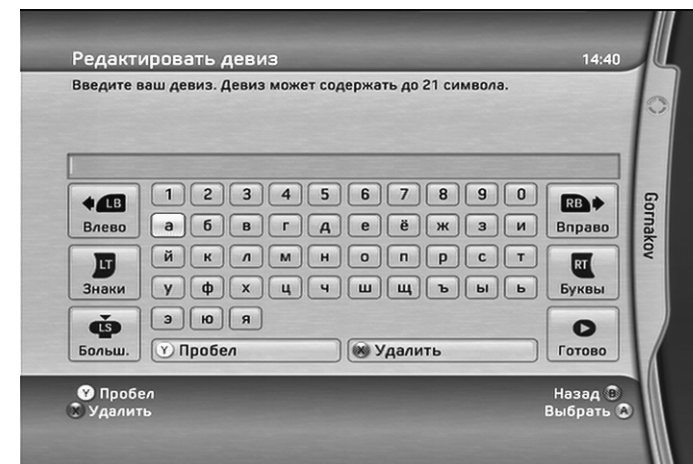 Редактировать девиз 14:40
Введите ваш девиз. Девиз может содержать до 21 символа.
LB 1 2 3 4 5 6 7 8 9 0 RB
Влево а б в г д е ё ж з и Вправо
LT й к л м н о п р с т RT
Знаки у ф х ц ч ш щ ъ ы ь Буквы
LS э ю я
Больш. Y Пробел X Удалить Готово
Y Пробел Назад B
X Удалить Выбрать A
Gornakov